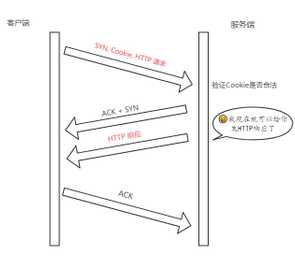 客户端
服务端
SYN, Cookie, HTTP 请求
验证Cookie是否合法
ACK + SYN
我现在就可以给你
发HTTP响应了
HTTP 响应
ACK